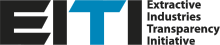 EITI
Extractive
Industries
Transparency
Initiative